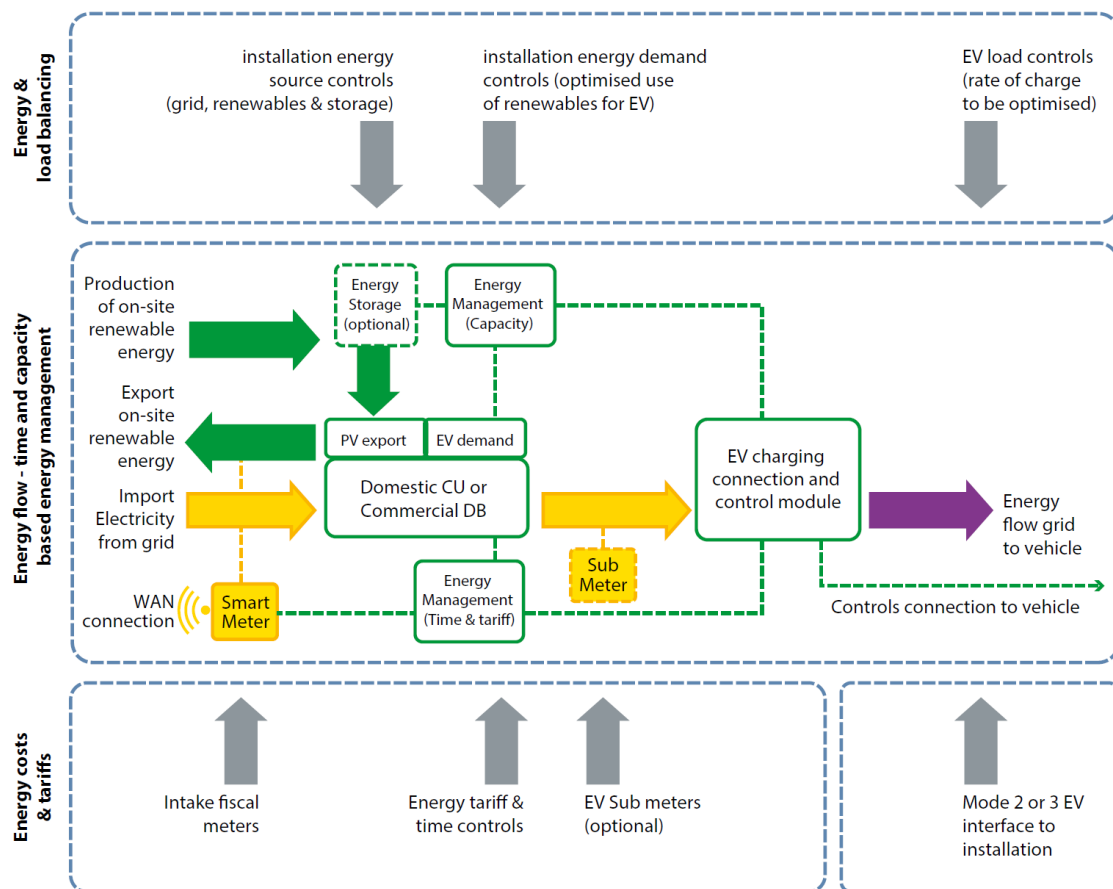 Energy &
load balancing
installation energy
source controls
(grid, renewables & storage)
installation energy demand
controls (optimised use
of renewables for EV)
EV load controls
(rate of charge
to be optimised)
Energy flow - time and capacity
based energy management
Production
of on-site
renewable
energy
Energy
Storage
(optional)
Energy
Management
(Capacity)
Export
on-site
renewable
energy
PV export
EV demand
Domestic CU or
Commercial DB
EV charging
connection and
control module
Import
Electricity
from grid
Energy
flow grid
to vehicle
Sub
Meter
WAN
connection
Smart
Meter
Energy
Management
(Time & tariff)
Controls connection to vehicle
Energy costs
& tariffs
Intake fiscal
meters
Energy tariff &
time controls
EV Sub meters
(optional)
Mode 2 or 3 EV
interface to
installation